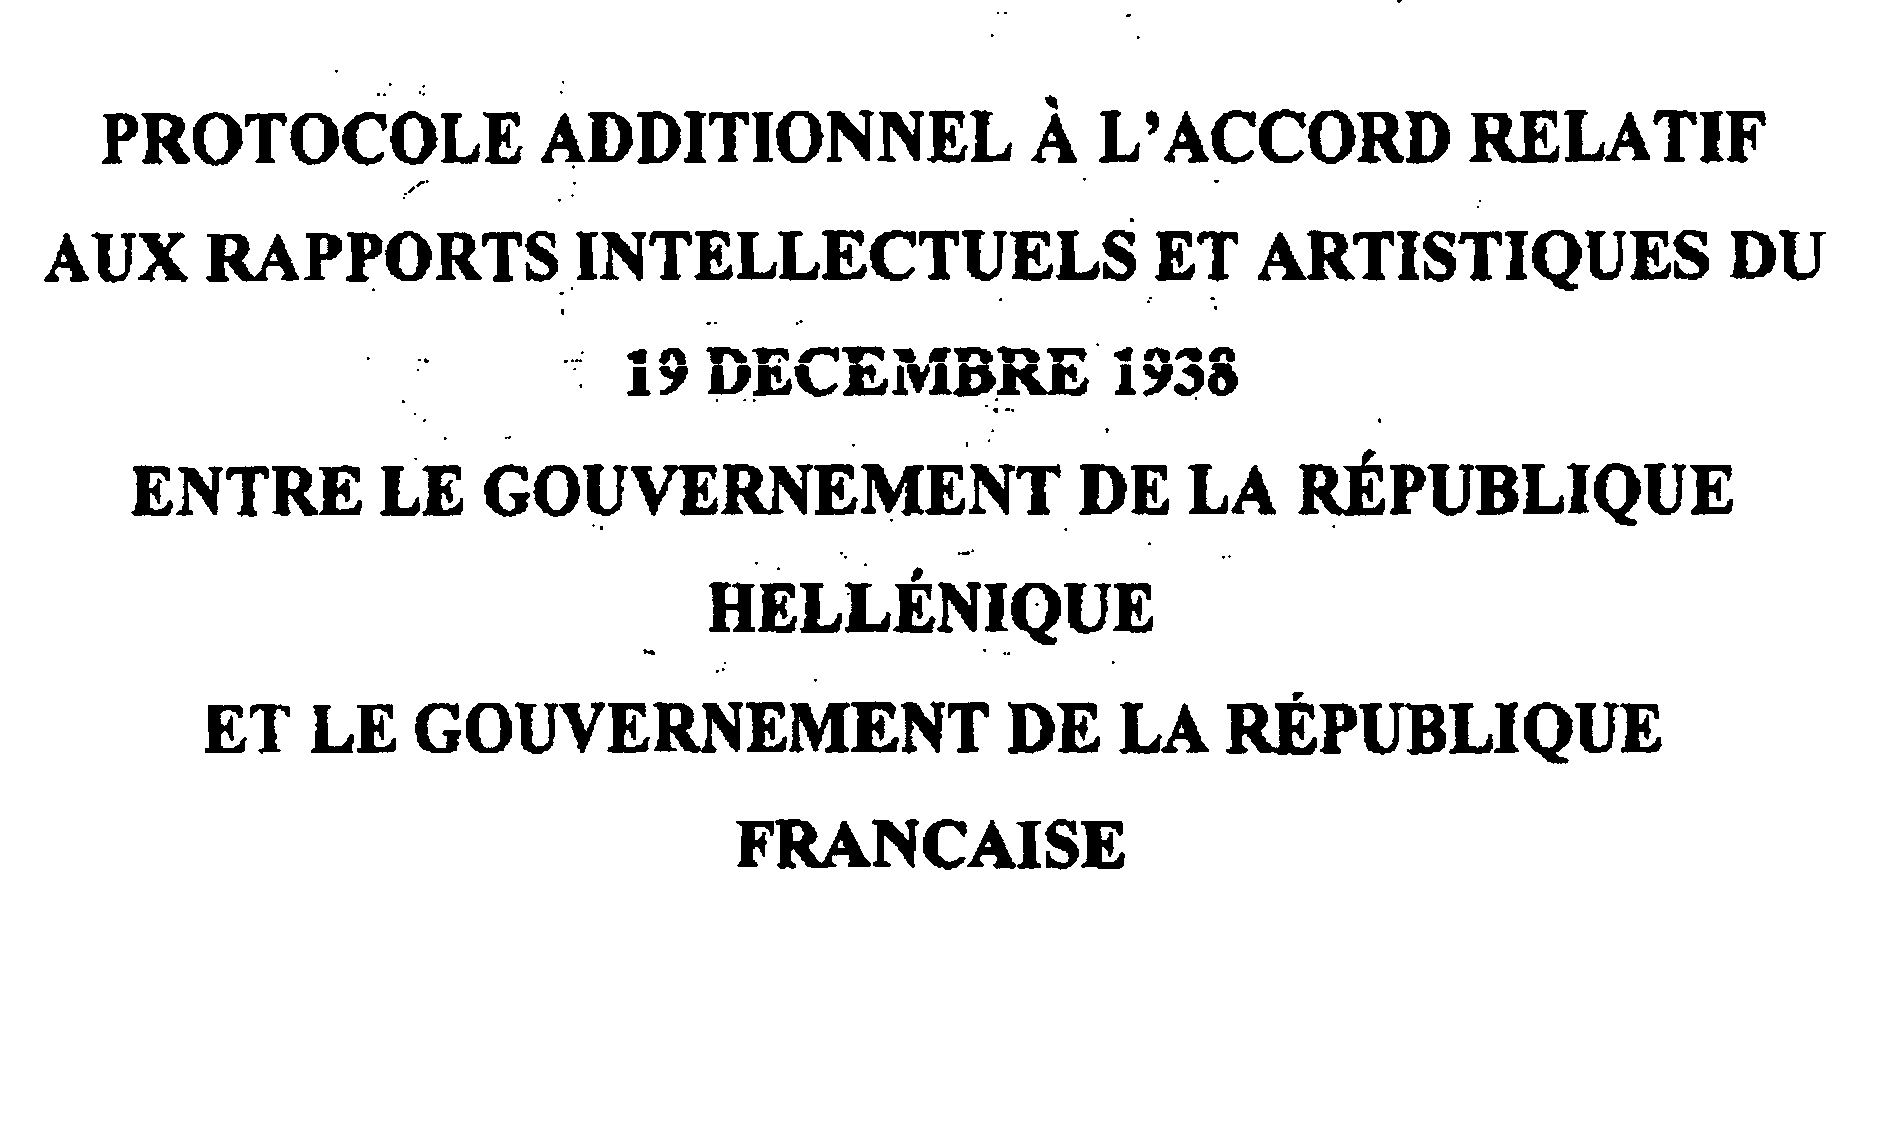 PROTOCOLE ADDITIONNEL À L'ACCORD RELATIF
AUX RAPPORTS INTELLECTUELS ET ARTISTIQUES DU
19 DECEMBRE 1938
ENTRE LE GOUVERNEMENT DE LA RÉPUBLIQUE
HELLÉNIQUE
ET LE GOUVERNEMENT DE LA RÉPUBLIQUE
FRANCAISE